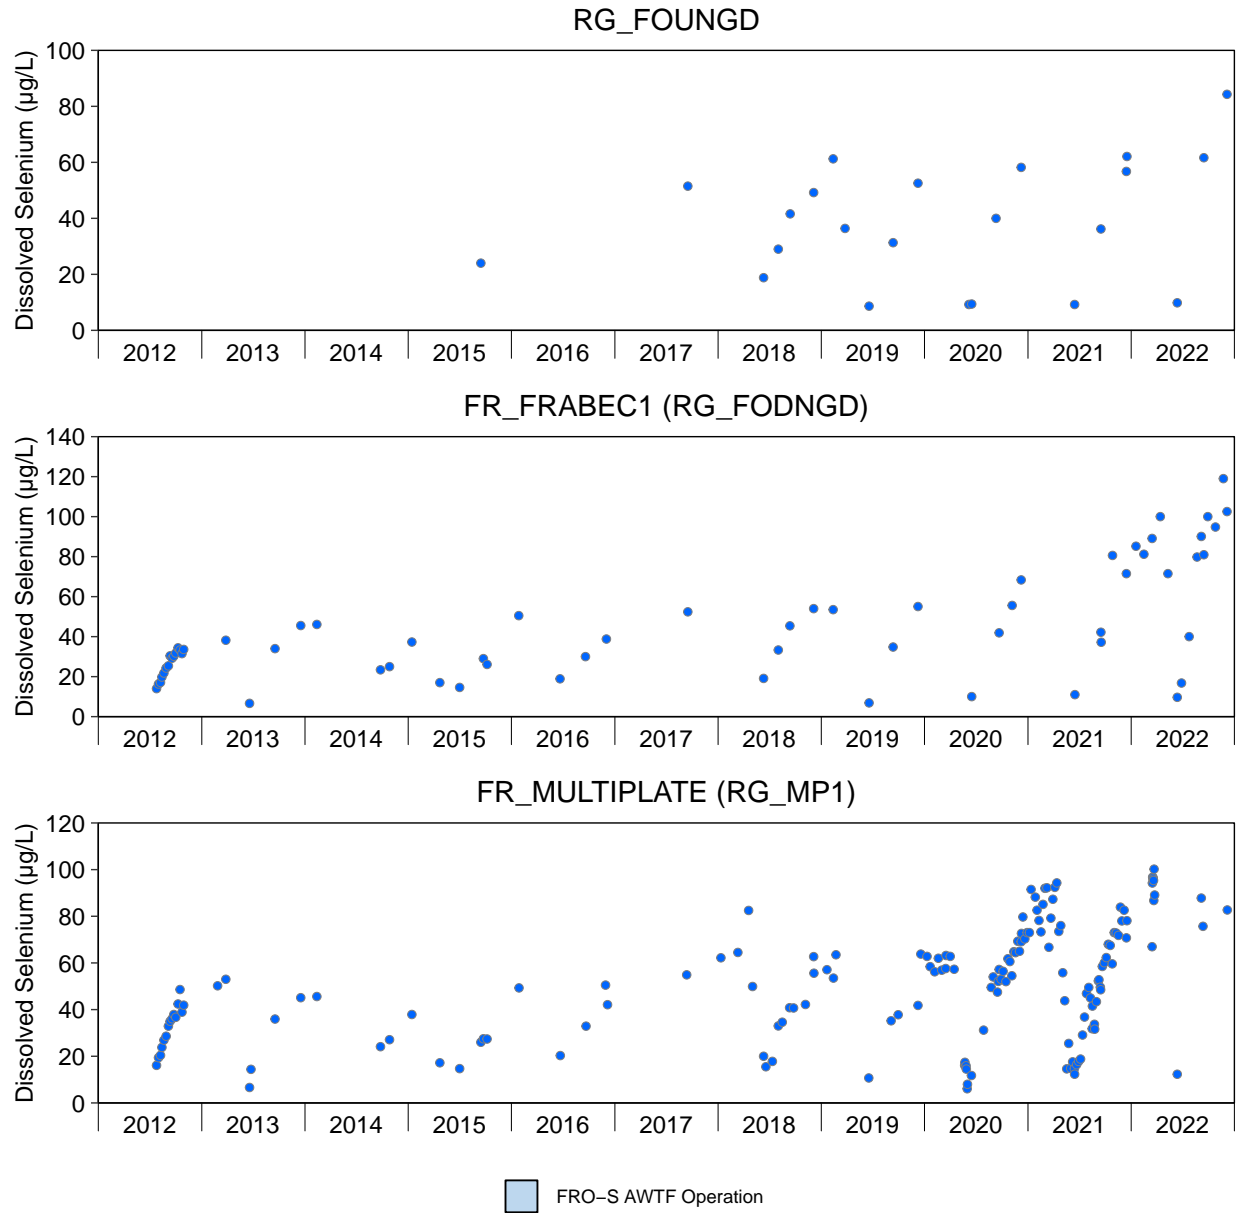 RG_FOUNGD
Dissolved Selenium (µg/L)
100
80
60
40
20
0
2012 2013 2014 2015 2016 2017 2018 2019 2020 2021 2022
FR_FRABEC1 (RG_FODNGD)
Dissolved Selenium (µg/L)
140
120
100
80
60
40
20
0
2012 2013 2014 2015 2016 2017 2018 2019 2020 2021 2022
FR_MULTIPLATE (RG_MP1)
Dissolved Selenium (µg/L)
120
100
80
60
40
20
0
2012 2013 2014 2015 2016 2017 2018 2019 2020 2021 2022
FRO−S AWTF Operation